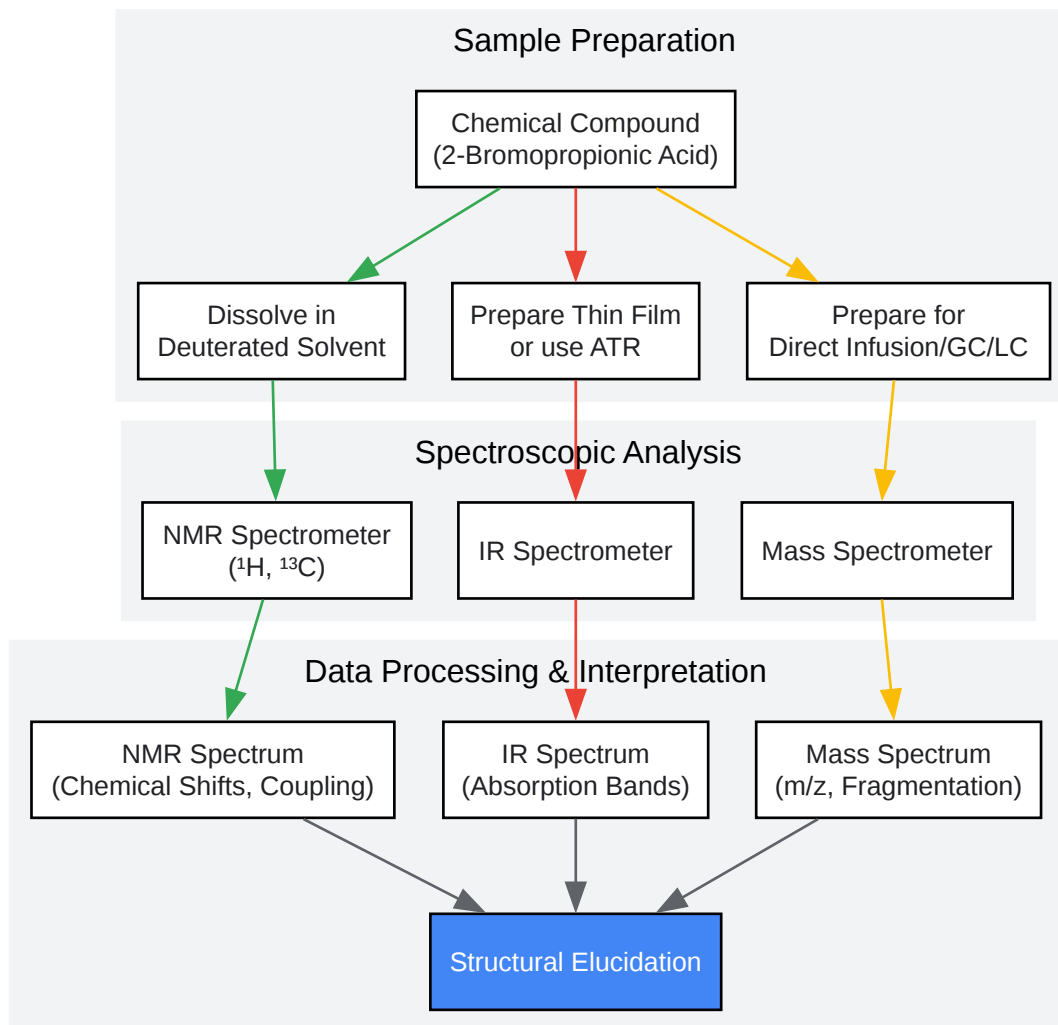 Sample Preparation
Chemical Compound
(2-Bromopropionic Acid)
Dissolve in
Deuterated Solvent
Prepare Thin Film
or use ATR
Prepare for
Direct Infusion/GC/LC
Spectroscopic Analysis
NMR Spectrometer
(¹H, ¹³C)
IR Spectrometer
Mass Spectrometer
Data Processing & Interpretation
NMR Spectrum
(Chemical Shifts, Coupling)
IR Spectrum
(Absorption Bands)
Mass Spectrum
(m/z, Fragmentation)
Structural Elucidation